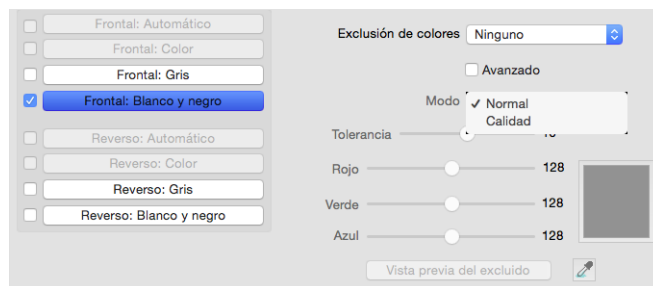 Frontal: Automático
Frontal: Color
Frontal: Gris
Frontal: Blanco y negro
Reverso: Automático
Reverso: Color
Reverso: Gris
Reverso: Blanco y negro
Exclusión de colores Ninguno
Avanzado
Modo ✓ Normal
Calidad
Tolerancia
Rojo 128
Verde 128
Azul 128
Vista previa del excluido